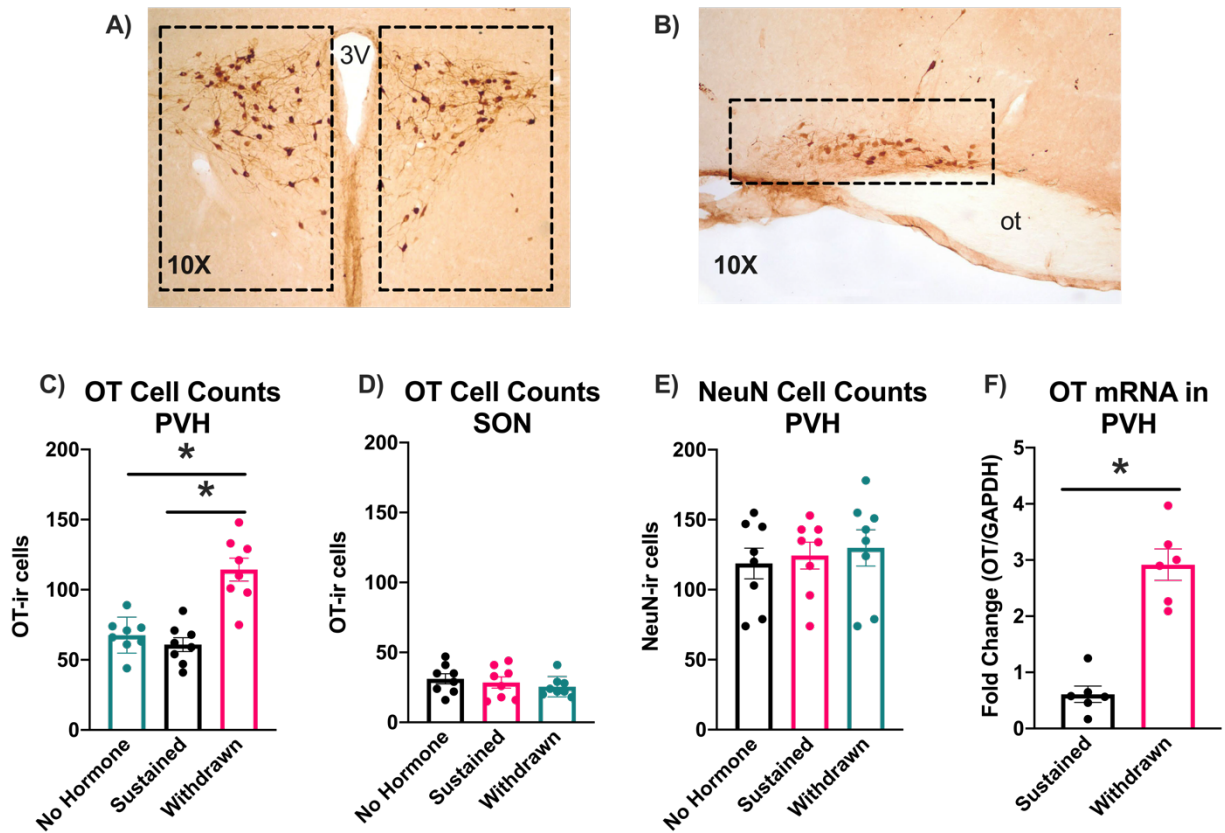 A)
3V
10X
B)
ot
10X
C)
OT Cell Counts
PVH
*
*
OT-ir cells
200
150
100
50
0
No Hormone
Sustained
Withdrawn
D)
OT Cell Counts
SON
OT-ir cells
200
150
100
50
0
No Hormone
Sustained
Withdrawn
E)
NeuN Cell Counts
PVH
NeuN-ir cells
200
150
100
50
0
No Hormone
Sustained
Withdrawn
F)
OT mRNA in
PVH
*
Fold Change (OT/GAPDH)
5
4
3
2
1
0
Sustained
Withdrawn